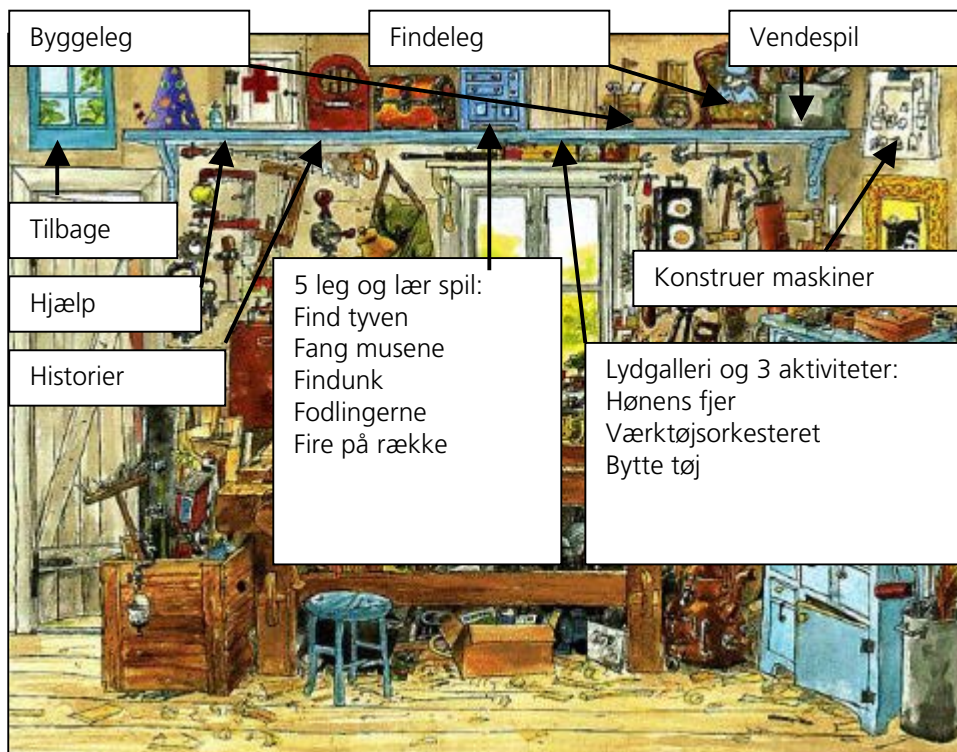 Byggeleg
Findeleg
Vendespil
Tilbage
Hjælp
Historier
5 leg og lær spil:
Find tyven
Fang musene
Findunk
Fodlingerne
Fire på række
Konstruer maskiner
Lydgalleri og 3 aktiviteter:
Hønens fjer
Værktøjsorkesteret
Bytte tøj